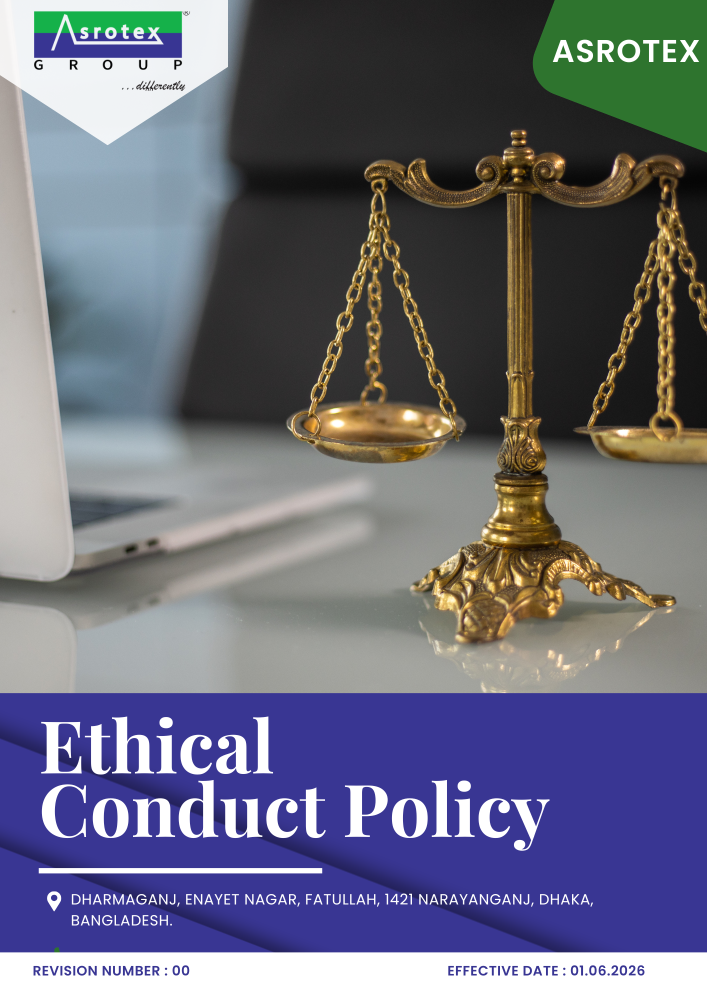 Asrotex ®
GROUP
...differently
ASROTEX
Ethical
Conduct Policy
DHARMAGANJ, ENAYET NAGAR, FATULLAH, 1421 NARAYANGANJ, DHAKA,
BANGLADESH.
REVISION NUMBER : 00
EFFECTIVE DATE : 01.06.2026